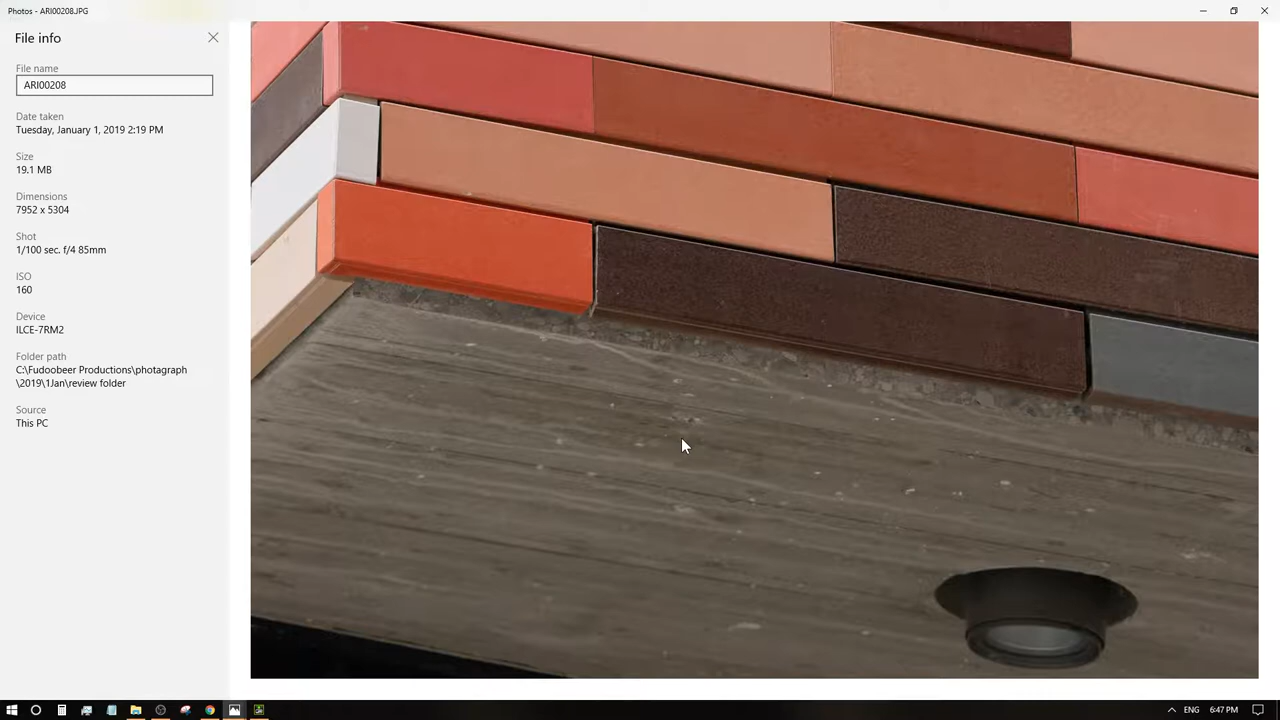 Photos - ARI00208.JPG
File info
File name
ARI00208
Date taken
Tuesday, January 1, 2019 2:19 PM
Size
19.1 MB
Dimensions
7952 x 5304
Shot
1/100 sec. f/4 85mm
ISO
160
Device
ILCE-7RM2
Folder path
C:\Fudoobeer Productions\photagraph
\2019\1Jan\review folder
Source
This PC
ENG
6:47 PM